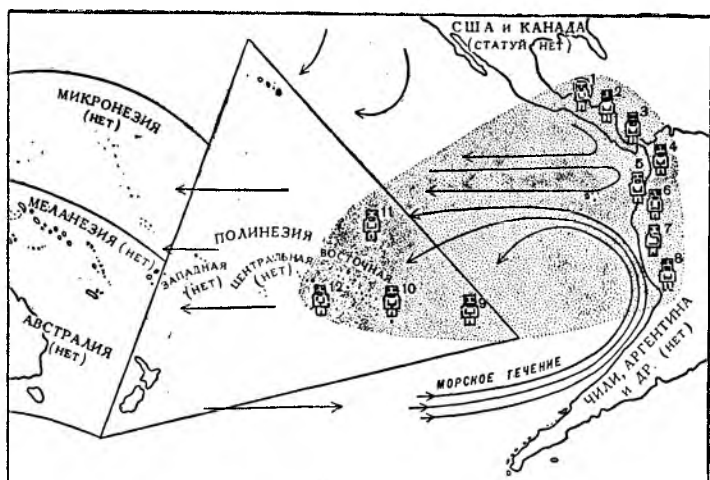 США и КАНАДА
(СТАТУЙ НЕТ)
1
2
3
4
5
6
7
8
МИКРОНЕЗИЯ
(НЕТ)
МЕЛАНЕЗИЯ (НЕТ)
АВСТРАЛИЯ
(НЕТ)
ПОЛИНЕЗИЯ
ЗАПАДНАЯ
(НЕТ)
ЦЕНТРАЛЬНАЯ
(НЕТ)
ВОСТОЧНАЯ
11
12
10
9
МОРСКОЕ ТЕЧЕНИЕ
ЧИЛИ, АРГЕНТИНА
и ДР. (НЕТ)